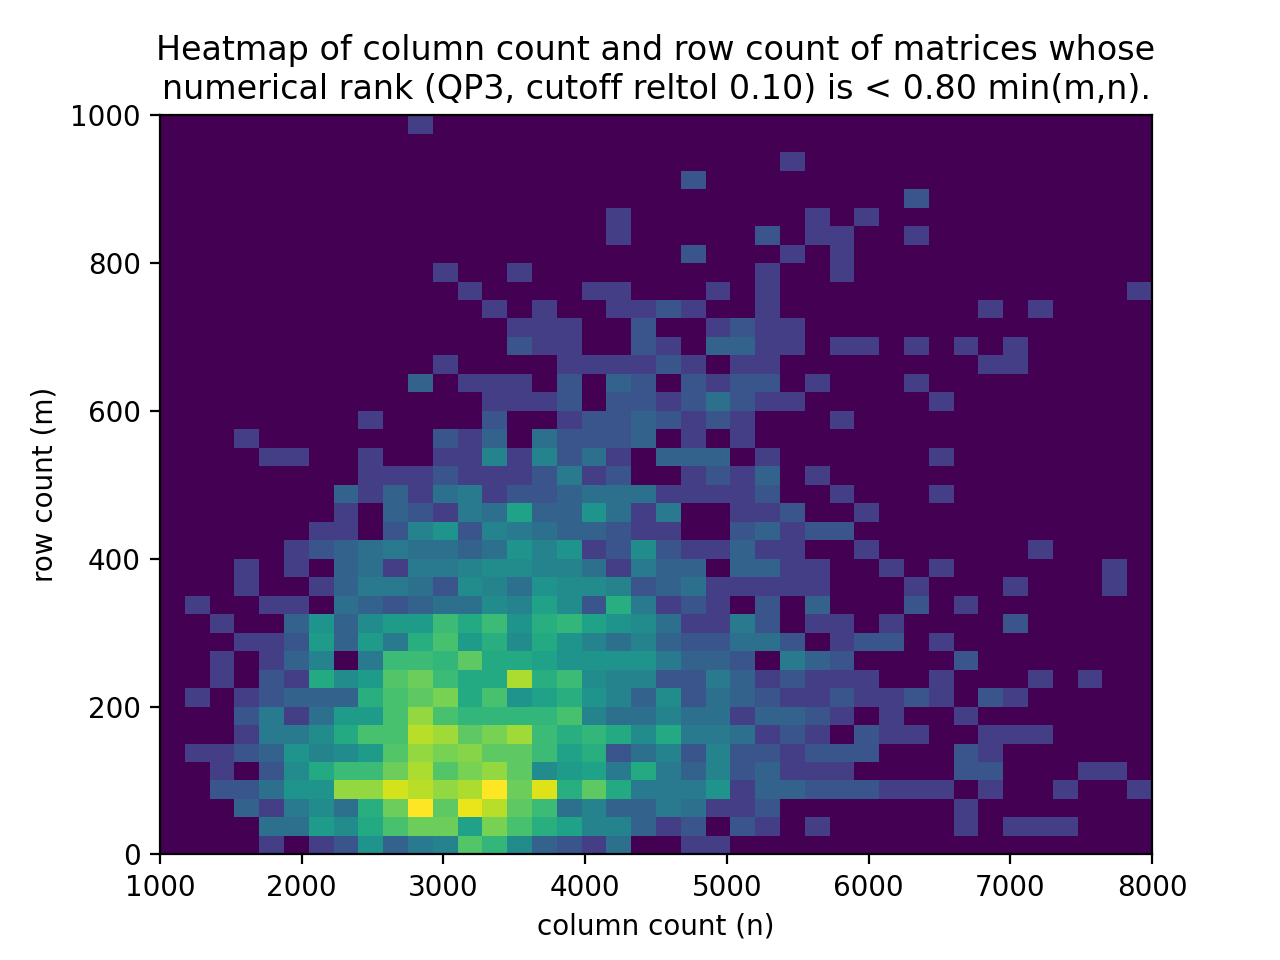 Heatmap of column count and row count of matrices whose
numerical rank (QP3, cutoff reltol 0.10) is < 0.80 min(m,n).
1000
800
600
400
200
0
row count (m)
1000 2000 3000 4000 5000 6000 7000 8000
column count (n)